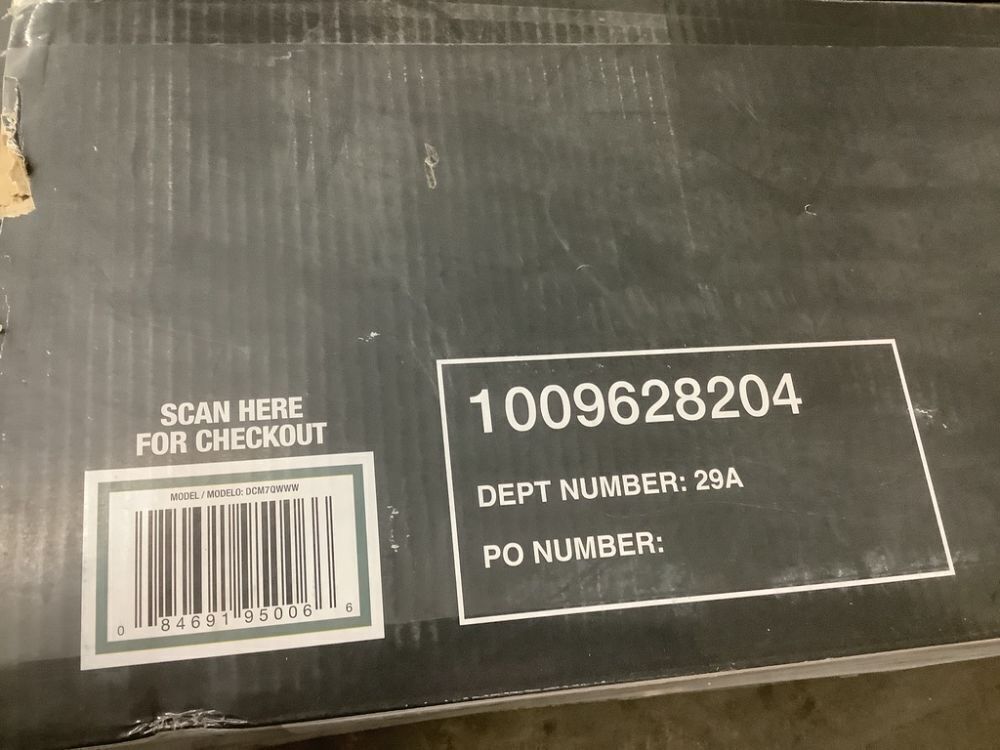 SCAN HERE
FOR CHECKOUT
MODEL / MODELO: DCM7QWWW
0 84691 95006 6
1009628204
DEPT NUMBER: 29A
PO NUMBER: